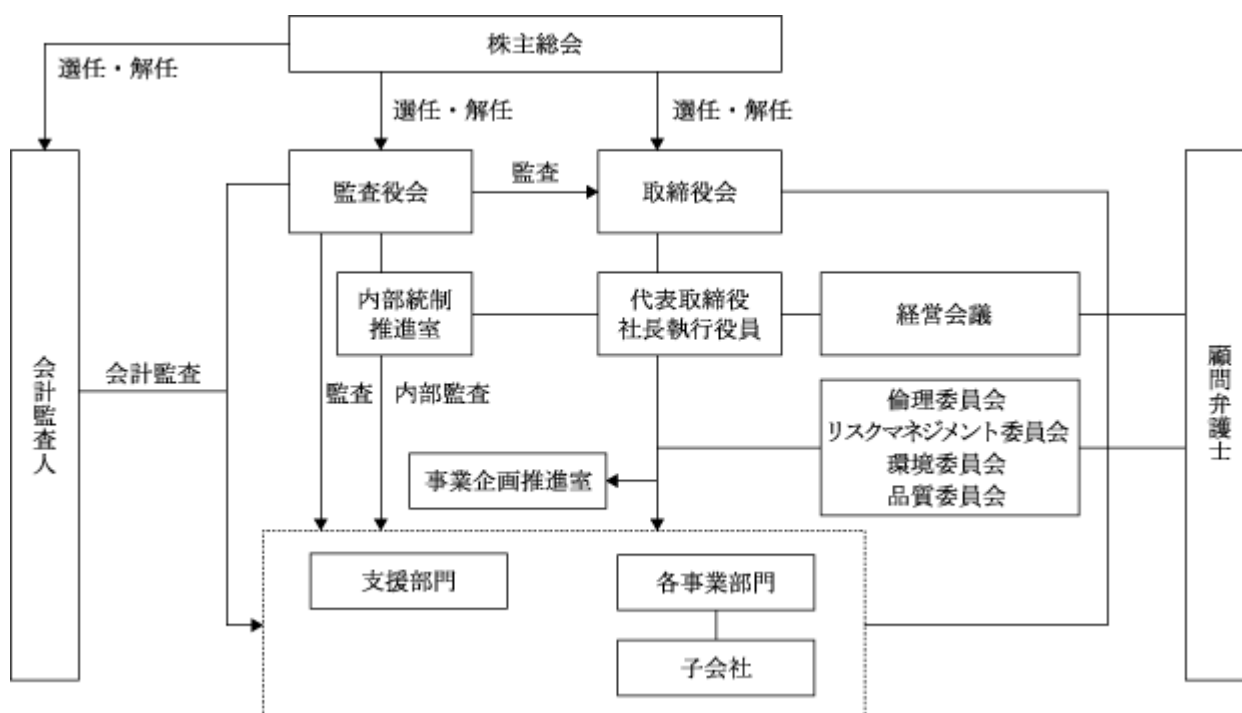 株主総会
選任・解任
選任・解任
選任・解任
監査役会
監査
取締役会
内部統制
推進室
代表取締役
社長執行役員
経営会議
会計監査人
会計監査
監査
内部監査
倫理委員会
リスクマネジメント委員会
環境委員会
品質委員会
顧問弁護士
事業企画推進室
支援部門
各事業部門
子会社